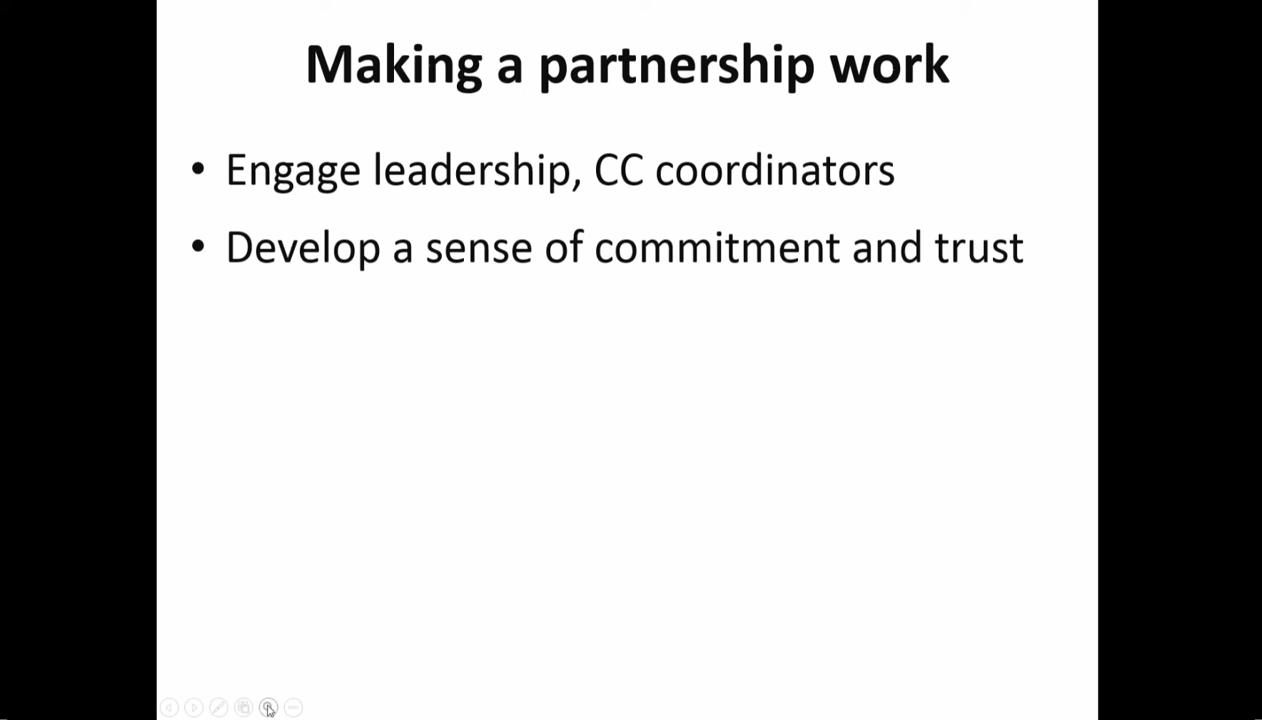 Making a partnership work
• Engage leadership, CC coordinators
• Develop a sense of commitment and trust